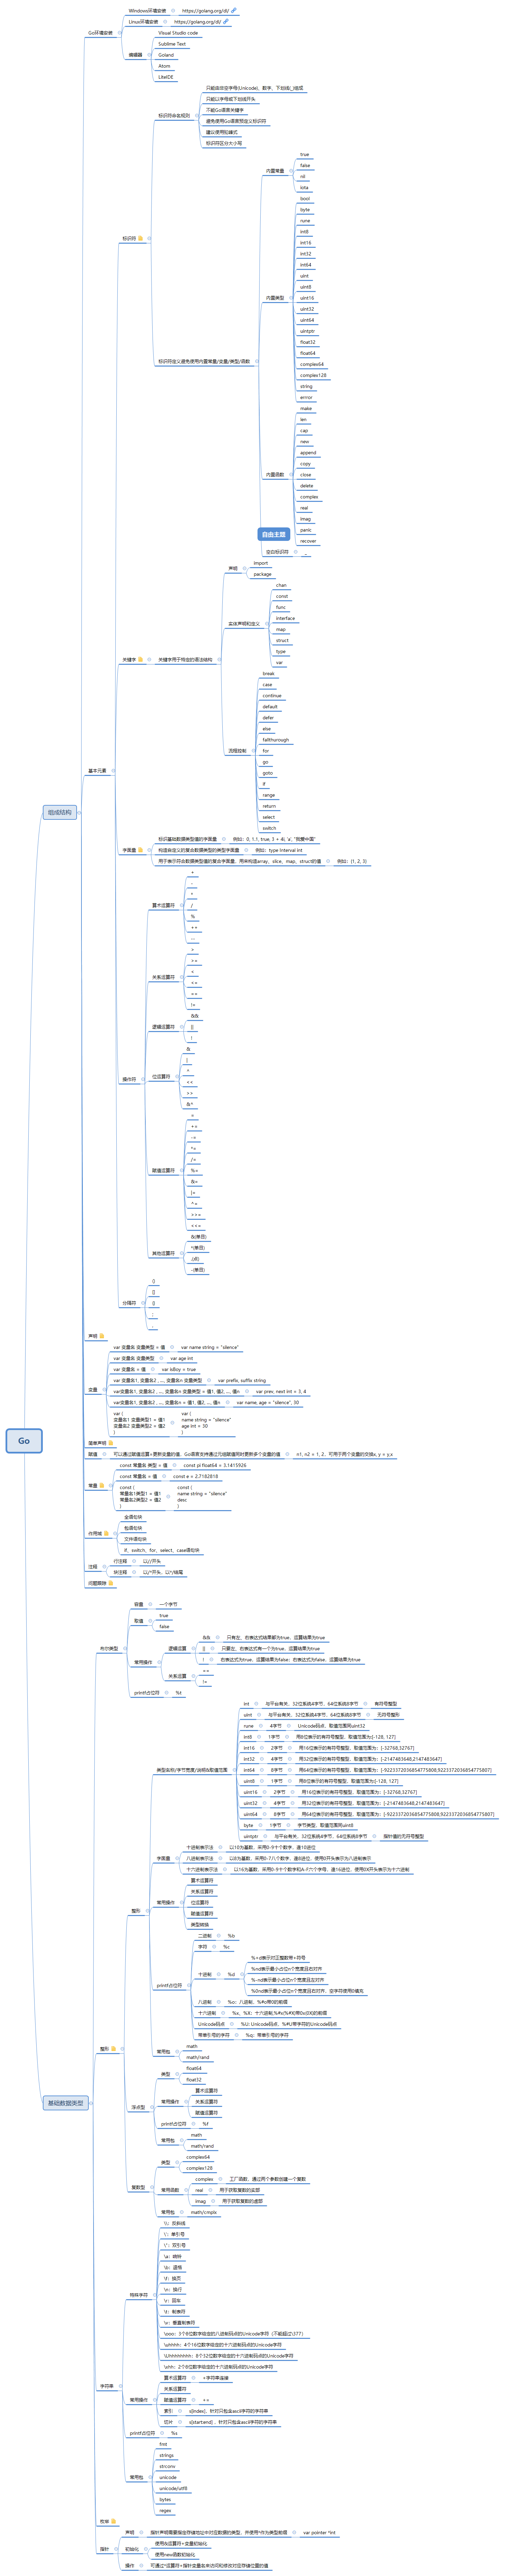 Go
组成结构
Go环境安装
Windows环境安装
https://golang.org/dl/
Linux环境安装
https://golang.org/dl/
编辑器
Visual Studio code
Sublime Text
Goland
Atom
LiteIDE
基本元素
标识符
标识符命名规则
只能由非空字母(Unicode)、数字、下划线(_)组成
只能以字母或下划线开头
不能Go语言关键字
避免使用Go语言预定义标识符
建议使用驼峰式
标识符区分大小写
标识符定义避免使用内置常量/变量/类型/函数
内置常量
true
false
nil
iota
内置类型
bool
byte
rune
int8
int16
int32
int64
uint
uint8
uint16
uint32
uint64
uintptr
float32
float64
complex64
complex128
string
error
内置函数
make
len
cap
new
append
copy
close
delete
complex
real
imag
panic
recover
自由主题
空白标识符
_
关键字
关键字用于特定的语法结构
声明
import
package
实体声明和定义
chan
const
func
interface
map
struct
type
var
流程控制
break
case
continue
default
defer
else
fallthurough
for
go
goto
if
range
return
select
switch
字面量
标识基础数据类型值的字面量
例如：0, 1.1, true, 3 + 4i, 'a', "我爱中国"
构造自定义的复合数据类型的类型字面量
例如：type Interval int
用于表示符合数据类型值的复合字面量，用来构造array、slice、map、struct的值
例如：{1, 2, 3}
操作符
算术运算符
+
-
*
/
%
++
--
关系运算符
>
>=
<
<=
==
!=
逻辑运算符
&&
||
!
位运算符
&
|
^
<<
>>
&^
赋值运算符
=
+=
-=
*=
/=
%=
&=
|=
^=
>>=
<<=
其他运算符
&(单目)
*(单目)
.(点)
-(单目)
分隔符
()
[]
{}
;
,
声明
变量
var 变量名 变量类型 = 值
var name string = "silence"
var 变量名 变量类型
var age int
var 变量名 = 值
var isBoy = true
var 变量名1, 变量名2 , ..., 变量名n 变量类型
var prefix, suffix string
var变量名1, 变量名2 , ..., 变量名n 变量类型 = 值1, 值2, ..., 值n
var prev, next int = 3, 4
var变量名1, 变量名2, ..., 变量名n = 值1, 值2, ..., 值n
var name, age = "silence", 30
var (
变量名1 变量类型1 = 值1
变量名2 变量类型2 = 值2
)
var (
name string = "silence"
age int = 30
)
简单声明
赋值
可以通过赋值运算=更新变量的值，Go语言支持通过元组赋值同时更新多个变量的值
n1, n2 = 1, 2，可用于两个变量的交换x, y = y,x
常量
const 常量名 类型 = 值
const pi float64 = 3.1415926
const 常量名 = 值
const e = 2.7182818
const (
常量名1类型1 = 值1
常量名2类型2 = 值2
)
const (
name string = "silence"
desc
)
作用域
全语句块
包语句块
文件语句块
if、switch、for、select、case语句块
注释
行注释
以//开头
块注释
以/*开头，以*/结尾
问题跟踪
基础数据类型
布尔类型
容量
一个字节
取值
true
false
常用操作
逻辑运算
&&
只有左、右表达式结果都为true，运算结果为true
||
只要左、右表达式有一个为true，运算结果为true
!
右表达式为true，运算结果为false；右表达式为false，运算结果为true
关系运算
==
!=
printf占位符
%t
整形
整形
类型名称/字节宽度/说明&取值范围
int
与平台有关，32位系统4字节，64位系统8字节
有符号整型
uint
与平台有关，32位系统4字节，64位系统8字节
无符号整形
rune
4字节
Unicode码点，取值范围同uint32
int8
1字节
用8位表示的有符号整型，取值范围为:[-128, 127]
int16
2字节
用16位表示的有符号整型，取值范围为：[-32768,32767]
int32
4字节
用32位表示的有符号整型，取值范围为：[-2147483648,2147483647]
int64
8字节
用64位表示的有符号整型，取值范围为：[-9223372036854775808,9223372036854775807]
uint8
1字节
用8位表示的有符号整型，取值范围为:[-128, 127]
uint16
2字节
用16位表示的有符号整型，取值范围为：[-32768,32767]
uint32
4字节
用32位表示的有符号整型，取值范围为：[-2147483648,2147483647]
uint64
8字节
用64位表示的有符号整型，取值范围为：[-9223372036854775808,9223372036854775807]
byte
1字节
字节类型，取值范围同uint8
uintptr
与平台有关，32位系统4字节，64位系统8字节
指针值的无符号整型
字面量
十进制表示法
以10为基数，采用0-9十个数字，逢10进位
八进制表示法
以8为基数，采用0-7八个数字，逢8进位，使用0开头表示为八进制表示
十六进制表示法
以16为基数，采用0-9十个数字和A-F六个字母，逢16进位，使用0X开头表示为十六进制
常用操作
算术运算符
关系运算符
位运算符
赋值运算符
类型转换
printf占位符
二进制
%b
字符
%c
十进制
%d
%+d表示对正整数带+符号
%nd表示最小占位n个宽度且右对齐
%-nd表示最小占位n个宽度且左对齐
%0nd表示最小占位n个宽度且右对齐，空字符使用0填充
八进制
%o：八进制，%#o带0的前缀
十六进制
%x、%X：十六进制,%#x(%#X)带0x(0X)的前缀
Unicode码点
%U: Unicode码点，%#U带字符的Unicode码点
带单引号的字符
%q：带单引号的字符
常用包
math
math/rand
浮点型
类型
float64
float32
常用操作
算术运算符
关系运算符
赋值运算符
printf占位符
%f
常用包
math
math/rand
复数型
类型
complex64
complex128
常用函数
complex
工厂函数，通过两个参数创建一个复数
real
用于获取复数的实部
imag
用于获取复数的虚部
常用包
math/cmplx
字符串
特殊字符
\\：反斜线
\'：单引号
\"：双引号
\a：响铃
\b：退格
\f：换页
\n：换行
\r：回车
\t：制表符
\v：垂直制表符
\ooo：3个8位数字给定的八进制码点的Unicode字符（不能超过\377）
\uhhhh：4个16位数字给定的十六进制码点的Unicode字符
\Uhhhhhhhh：8个32位数字给定的十六进制码点的Unicode字符
\xhh：2个8位数字给定的十六进制码点的Unicode字符
常用操作
算术运算符
+字符串连接
关系运算符
赋值运算符
+=
索引
s[index]，针对只包含ascii字符的字符串
切片
s[start:end] ，针对只包含ascii字符的字符串
printf占位符
%s
常用包
fmt
strings
strconv
unicode
unicode/utf8
bytes
regex
枚举
指针
声明
指针声明需要指定存储地址中对应数据的类型，并使用*作为类型前缀
var pointer *int
初始化
使用&运算符+变量初始化
使用new函数初始化
操作
可通过*运算符+指针变量名来访问和修改对应存储位置的值